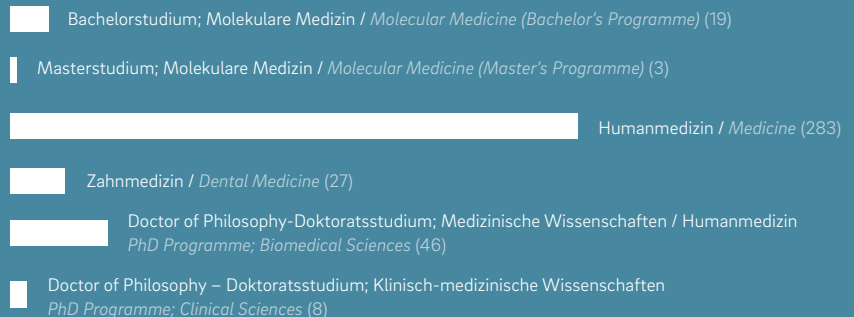 Bachelorstudium; Molekulare Medizin / Molecular Medicine (Bachelor's Programme) (19)
Masterstudium; Molekulare Medizin / Molecular Medicine (Master's Programme) (3)
Humanmedizin / Medicine (283)
Zahnmedizin / Dental Medicine (27)
Doctor of Philosophy-Doktoratsstudium; Medizinische Wissenschaften / Humanmedizin
PhD Programme; Biomedical Sciences (46)
Doctor of Philosophy – Doktoratsstudium; Klinisch-medizinische Wissenschaften
PhD Programme; Clinical Sciences (8)